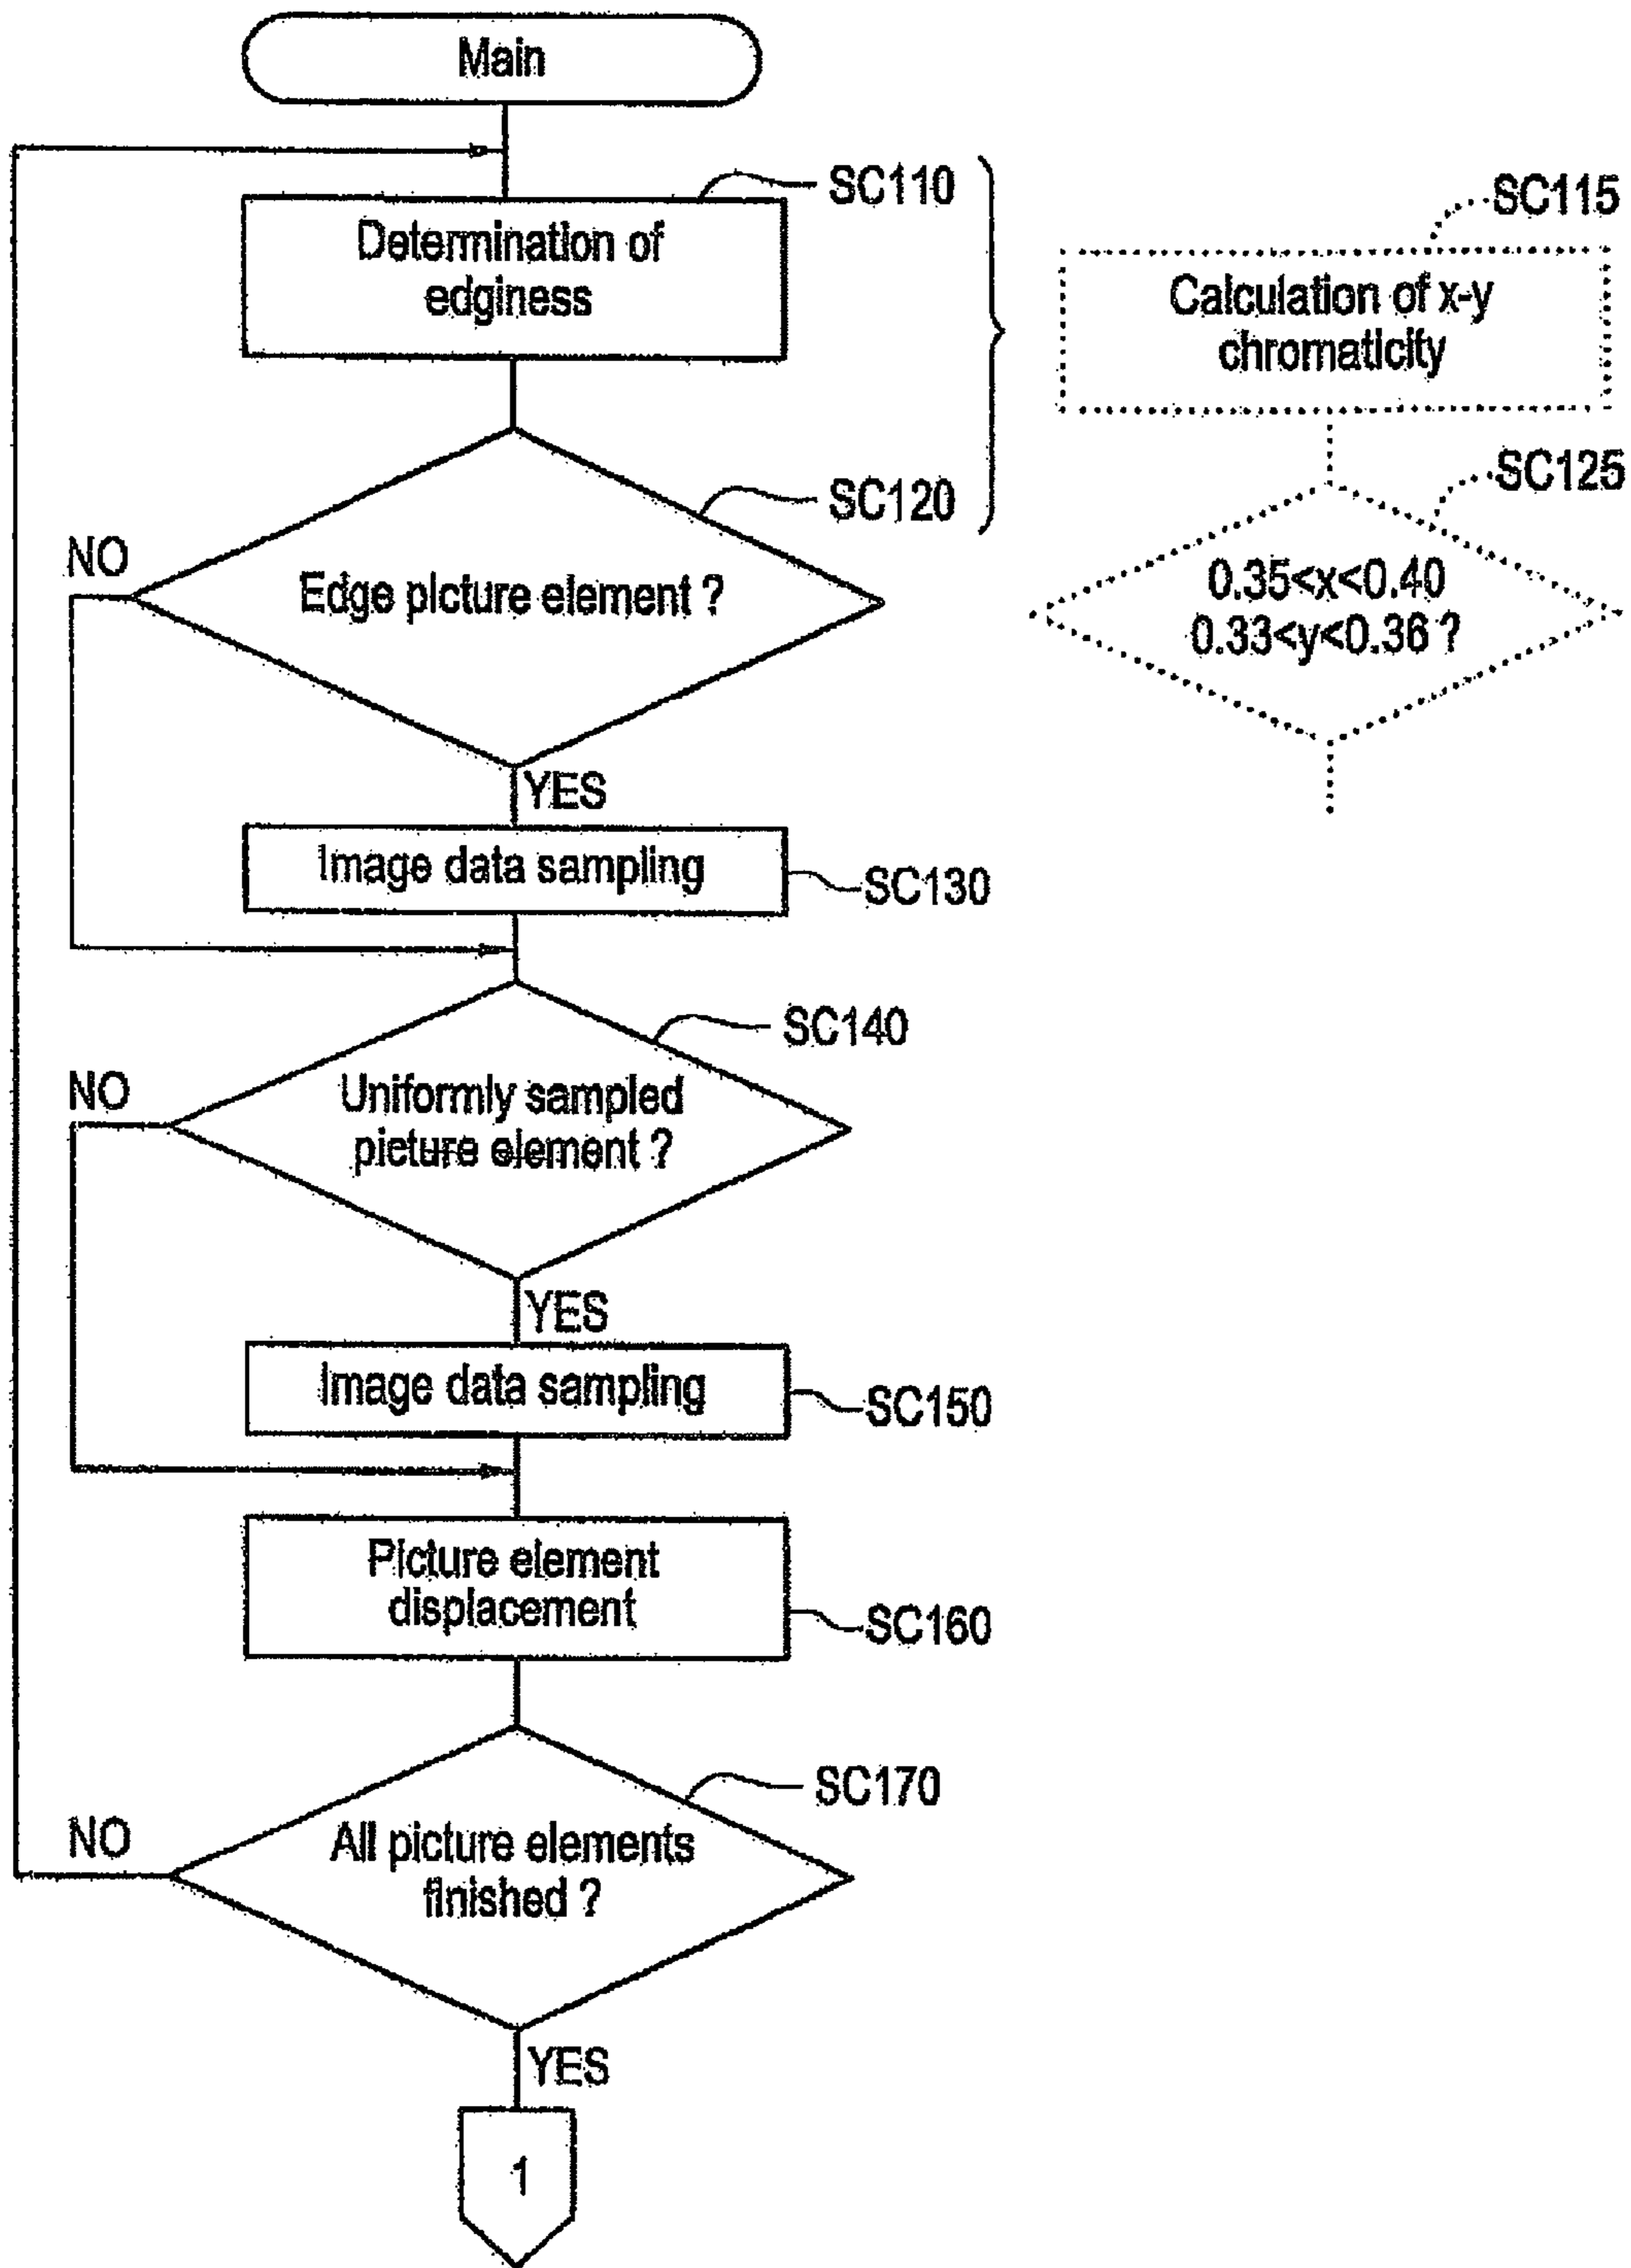 Main
SC110
Determination of
edginess
SC115
Calculation of x-y
chromaticity
SC120
NO
Edge picture element ?
SC125
0.35<x<0.40
0.33<y<0.36 ?
YES
Image data sampling
SC130
SC140
NO
Uniformly sampled
picture element ?
YES
Image data sampling
SC150
Picture element
displacement
SC160
SC170
NO
All picture elements
finished ?
YES
1